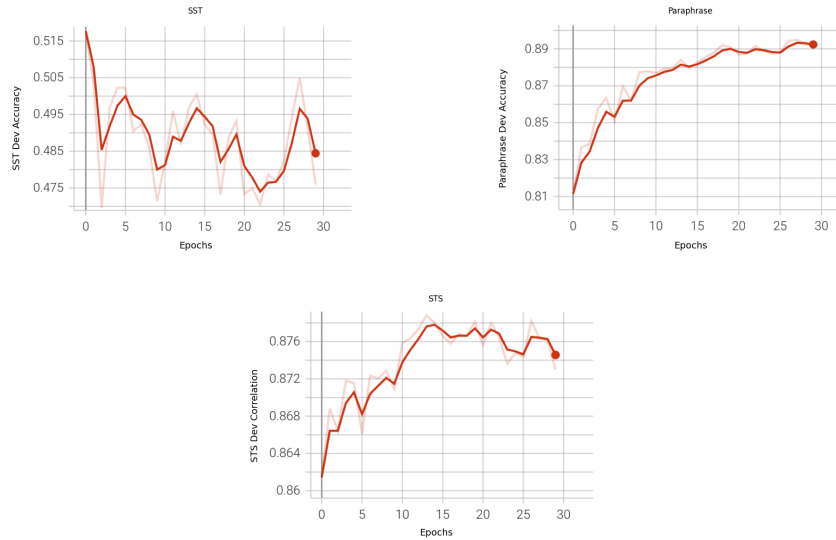 SST
0.515
0.505
0.495
0.485
0.475
SST Dev Accuracy
0 5 10 15 20 25 30
Epochs
Paraphrase
0.89
0.87
0.85
0.83
0.81
Paraphrase Dev Accuracy
0 5 10 15 20 25 30
Epochs
STS
0.876
0.872
0.868
0.864
0.86
STS Dev Correlation
0 5 10 15 20 25 30
Epochs